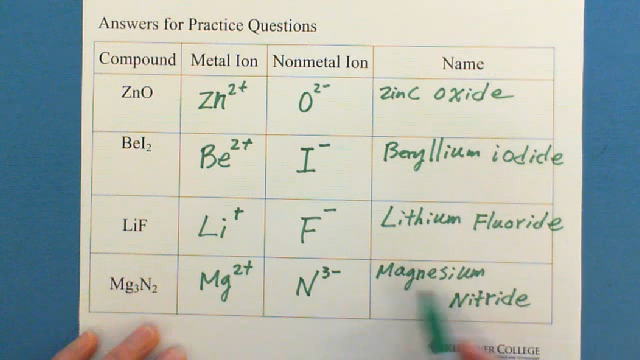 Answers for Practice Questions
Compound Metal Ion Nonmetal Ion Name
ZnO Zn²⁺ O²⁻ Zinc oxide
BeI₂ Be²⁺ I⁻ Beryllium iodide
LiF Li⁺ F⁻ Lithium Fluoride
Mg₃N₂ Mg²⁺ N³⁻ Magnesium
Nitride
COLLEGE